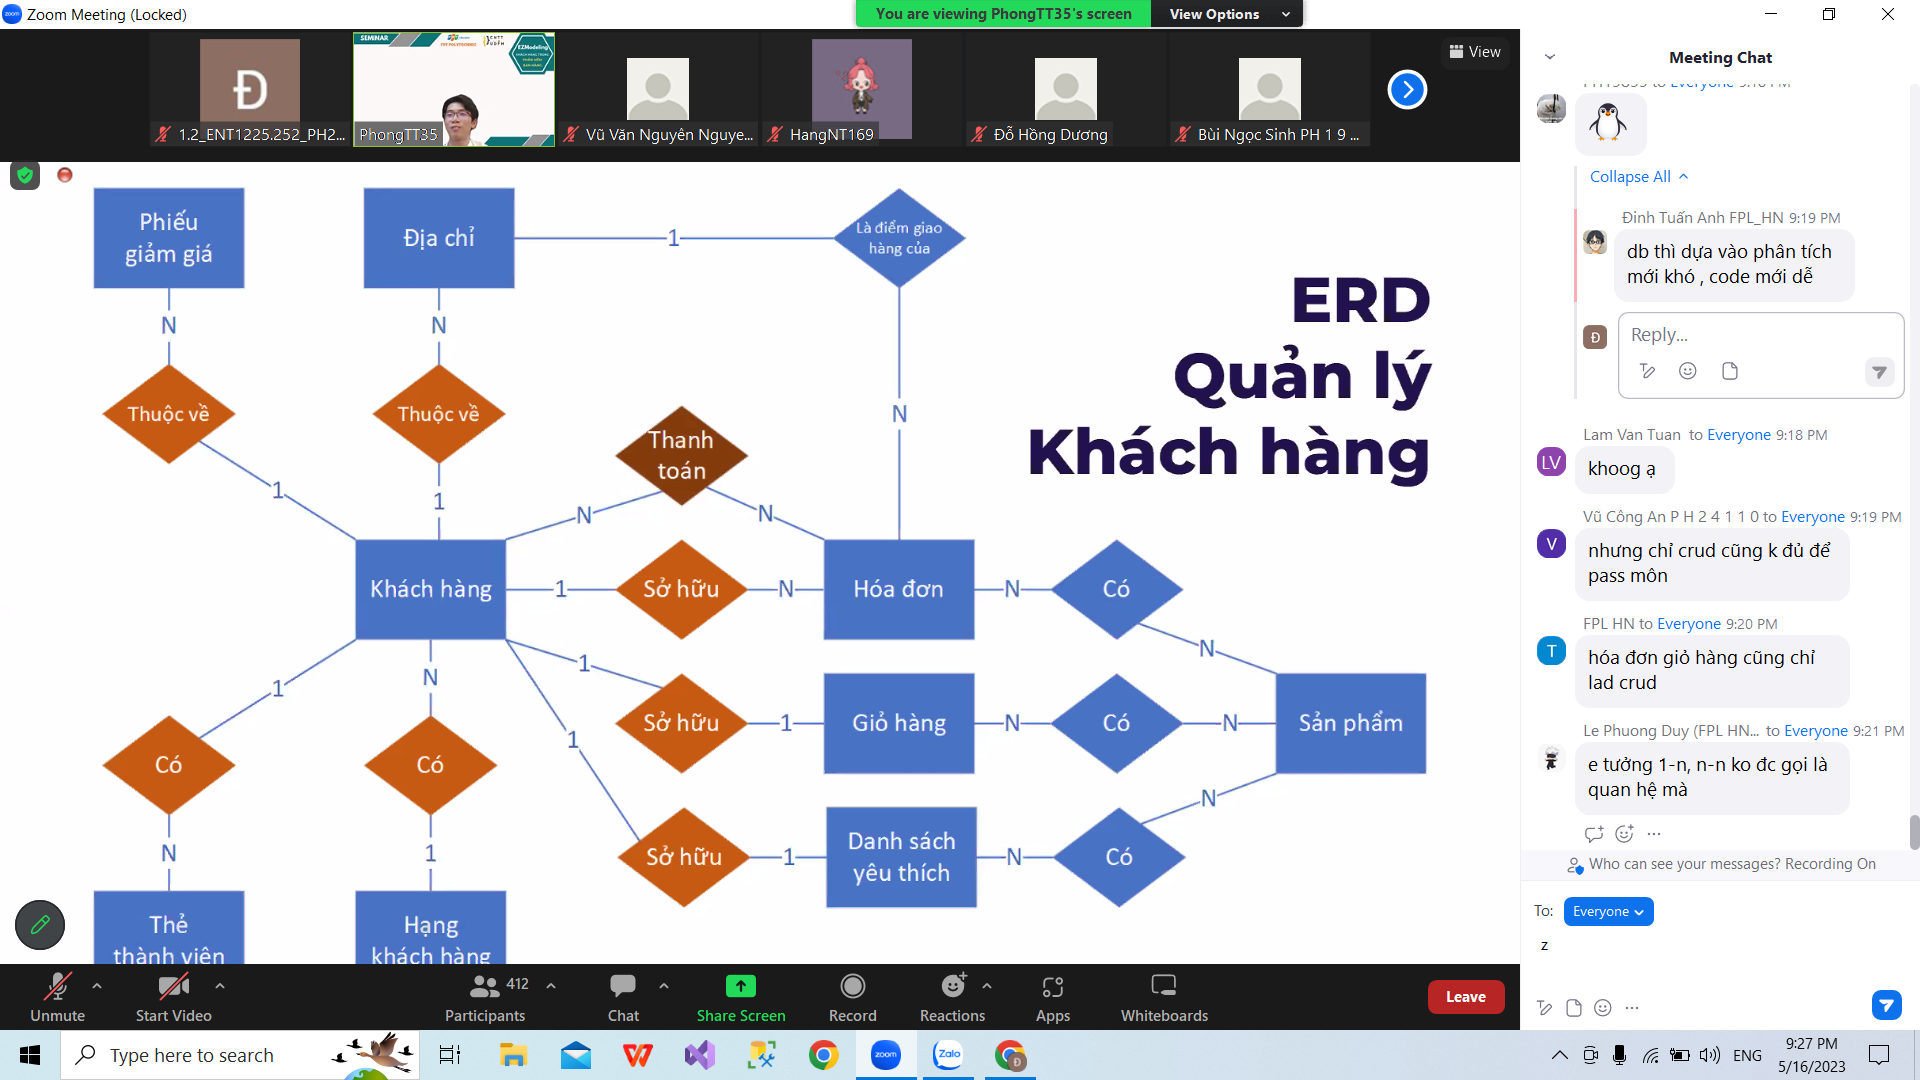 Zoom Meeting (Locked)
You are viewing PhongTT35's screen
View Options
View
SEMINAR
EZModeling
Đ
1.2_ENT1225.252_PH2...
PhongTT35
Vũ Văn Nguyên Nguye...
HangNT169
Đỗ Hồng Dương
Bùi Ngọc Sinh PH 1 9 ...
Phiếu
giảm giá
Địa chỉ
1
Là điểm giao
hàng của
N
N
ERD
Quản lý
Khách hàng
Thuộc về
Thuộc về
N
Thanh
toán
1
1
N
N
Khách hàng
1
Sở hữu
N
Hóa đơn
N
Có
N
1
N
1
Sở hữu
1
Giỏ hàng
N
Có
N
Sản phẩm
1
Có
Có
N
N
1
Sở hữu
1
Danh sách
yêu thích
N
Có
Thẻ
thành viên
Hạng
khách hàng
Meeting Chat
Collapse All
Đinh Tuấn Anh FPL_HN 9:19 PM
db thì dựa vào phân tích
mới khó , code mới dễ
Đ
Reply...
Lam Van Tuan to Everyone 9:18 PM
LV
khoog ạ
Vũ Công An P H 2 4 1 1 0 to Everyone 9:19 PM
V
nhưng chỉ crud cũng k đủ để
pass môn
FPL HN to Everyone 9:20 PM
T
hóa đơn giỏ hàng cũng chỉ
lad crud
Le Phuong Duy (FPL HN... to Everyone 9:21 PM
e tưởng 1-n, n-n ko đc gọi là
quan hệ mà
Who can see your messages? Recording On
To:
Everyone
z
Unmute
Start Video
412
Participants
Chat
Share Screen
Record
Reactions
Apps
Whiteboards
Leave
Type here to search
zoom
Zalo
Đ
ENG
9:27 PM
5/16/2023